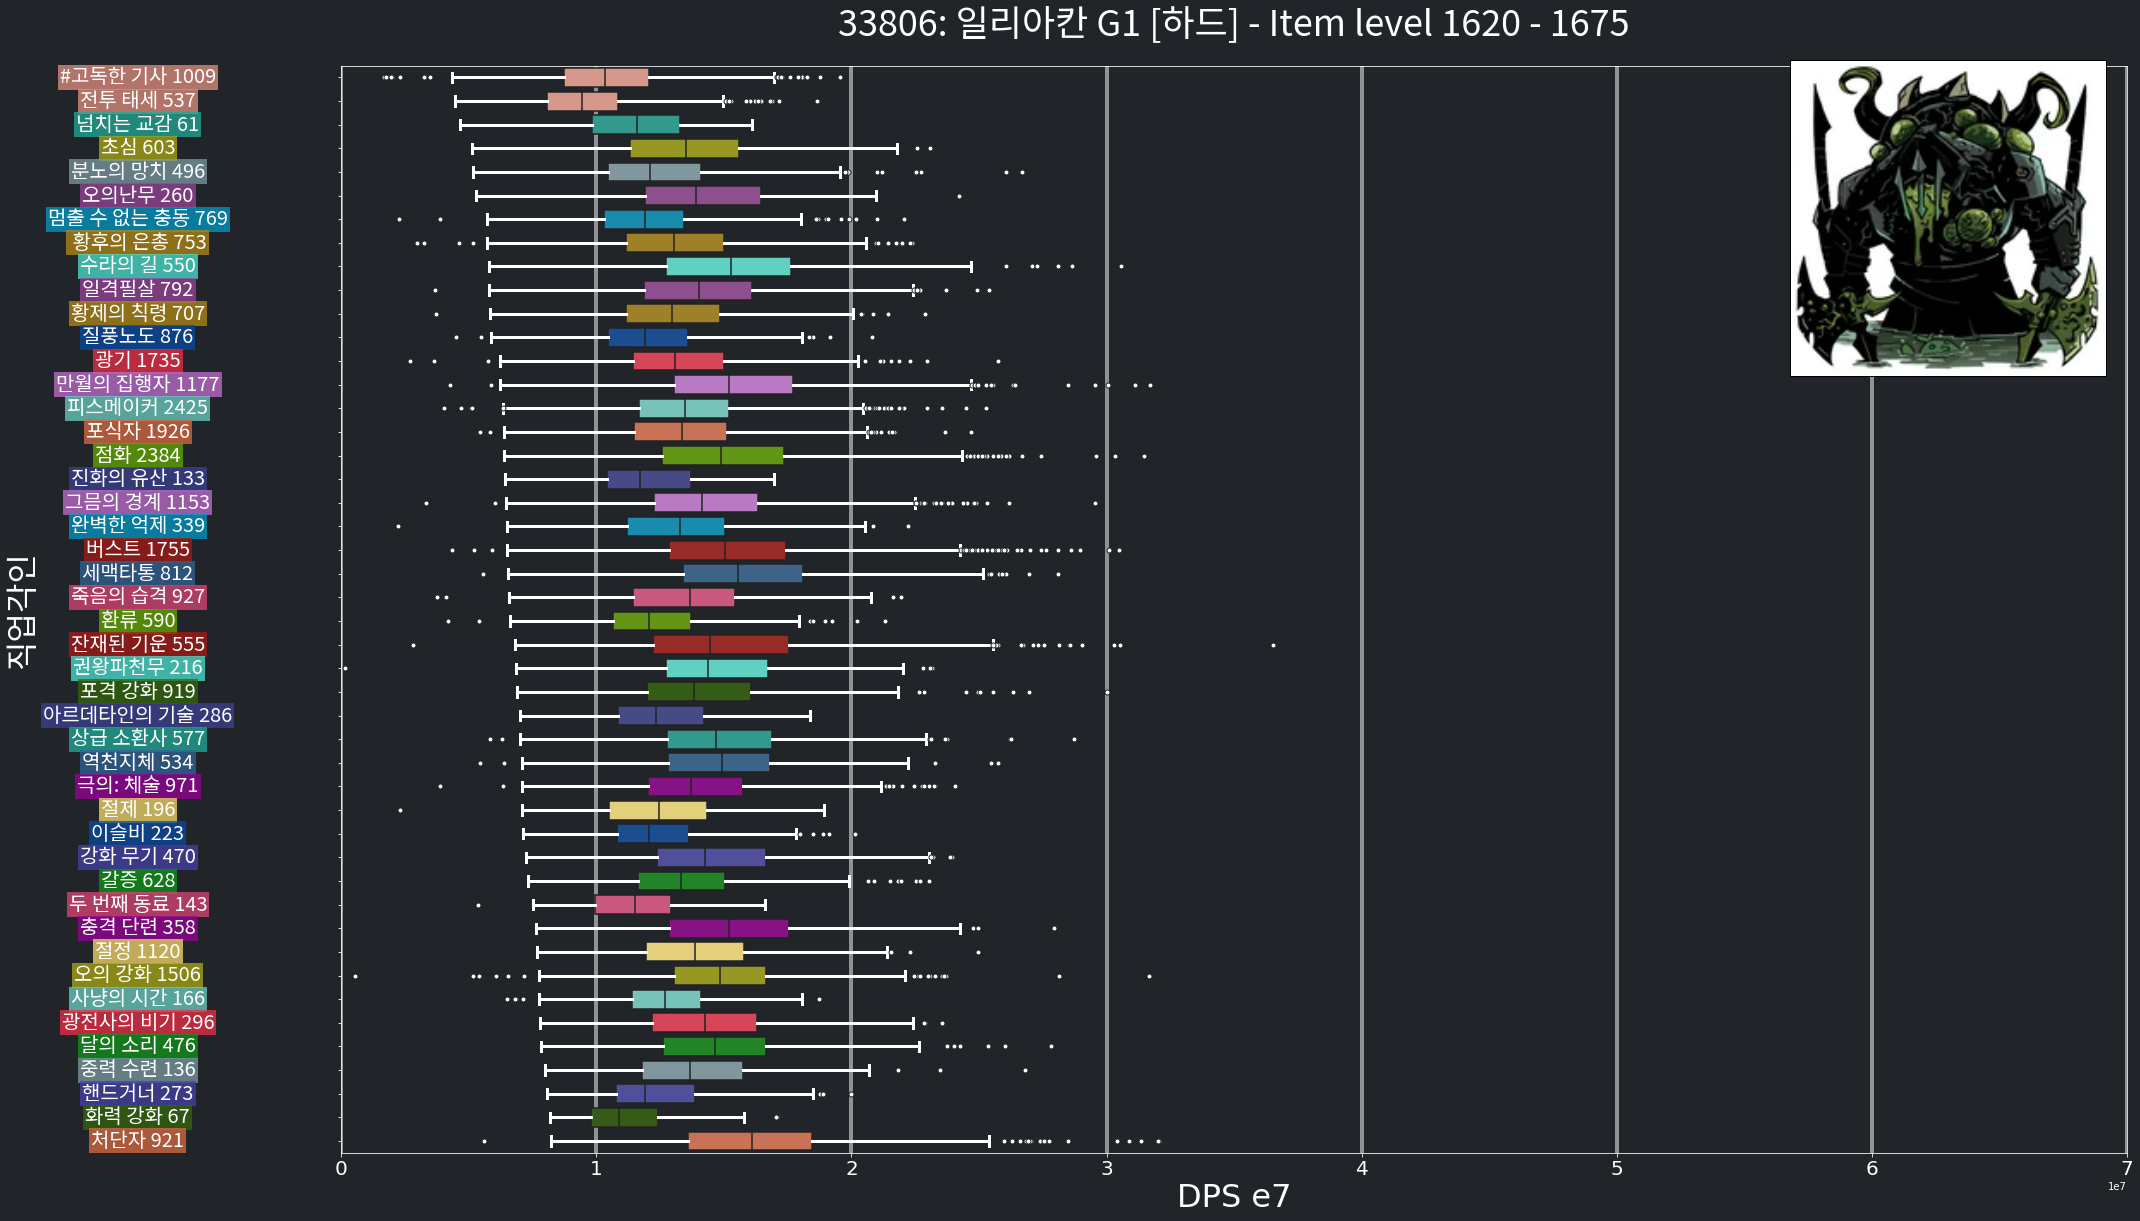 33806: 일리아칸 G1 [하드] - Item level 1620 - 1675
직업각인
#고독한 기사 1009
전투 태세 537
넘치는 교감 61
초심 603
분노의 망치 496
오의난무 260
멈출 수 없는 충동 769
황후의 은총 753
수라의 길 550
일격필살 792
황제의 칙령 707
질풍노도 876
광기 1735
만월의 집행자 1177
피스메이커 2425
포식자 1926
점화 2384
진화의 유산 133
그믐의 경계 1153
완벽한 억제 339
버스트 1755
세맥타통 812
죽음의 습격 927
환류 590
잔재된 기운 555
권왕파천무 216
포격 강화 919
아르데타인의 기술 286
상급 소환사 577
역천지체 534
극의: 체술 971
절제 196
이슬비 223
강화 무기 470
갈증 628
두 번째 동료 143
충격 단련 358
절정 1120
오의 강화 1506
사냥의 시간 166
광전사의 비기 296
달의 소리 476
중력 수련 136
핸드거너 273
화력 강화 67
처단자 921
0 1 2 3 4 5 6 7
DPS e7
1e7